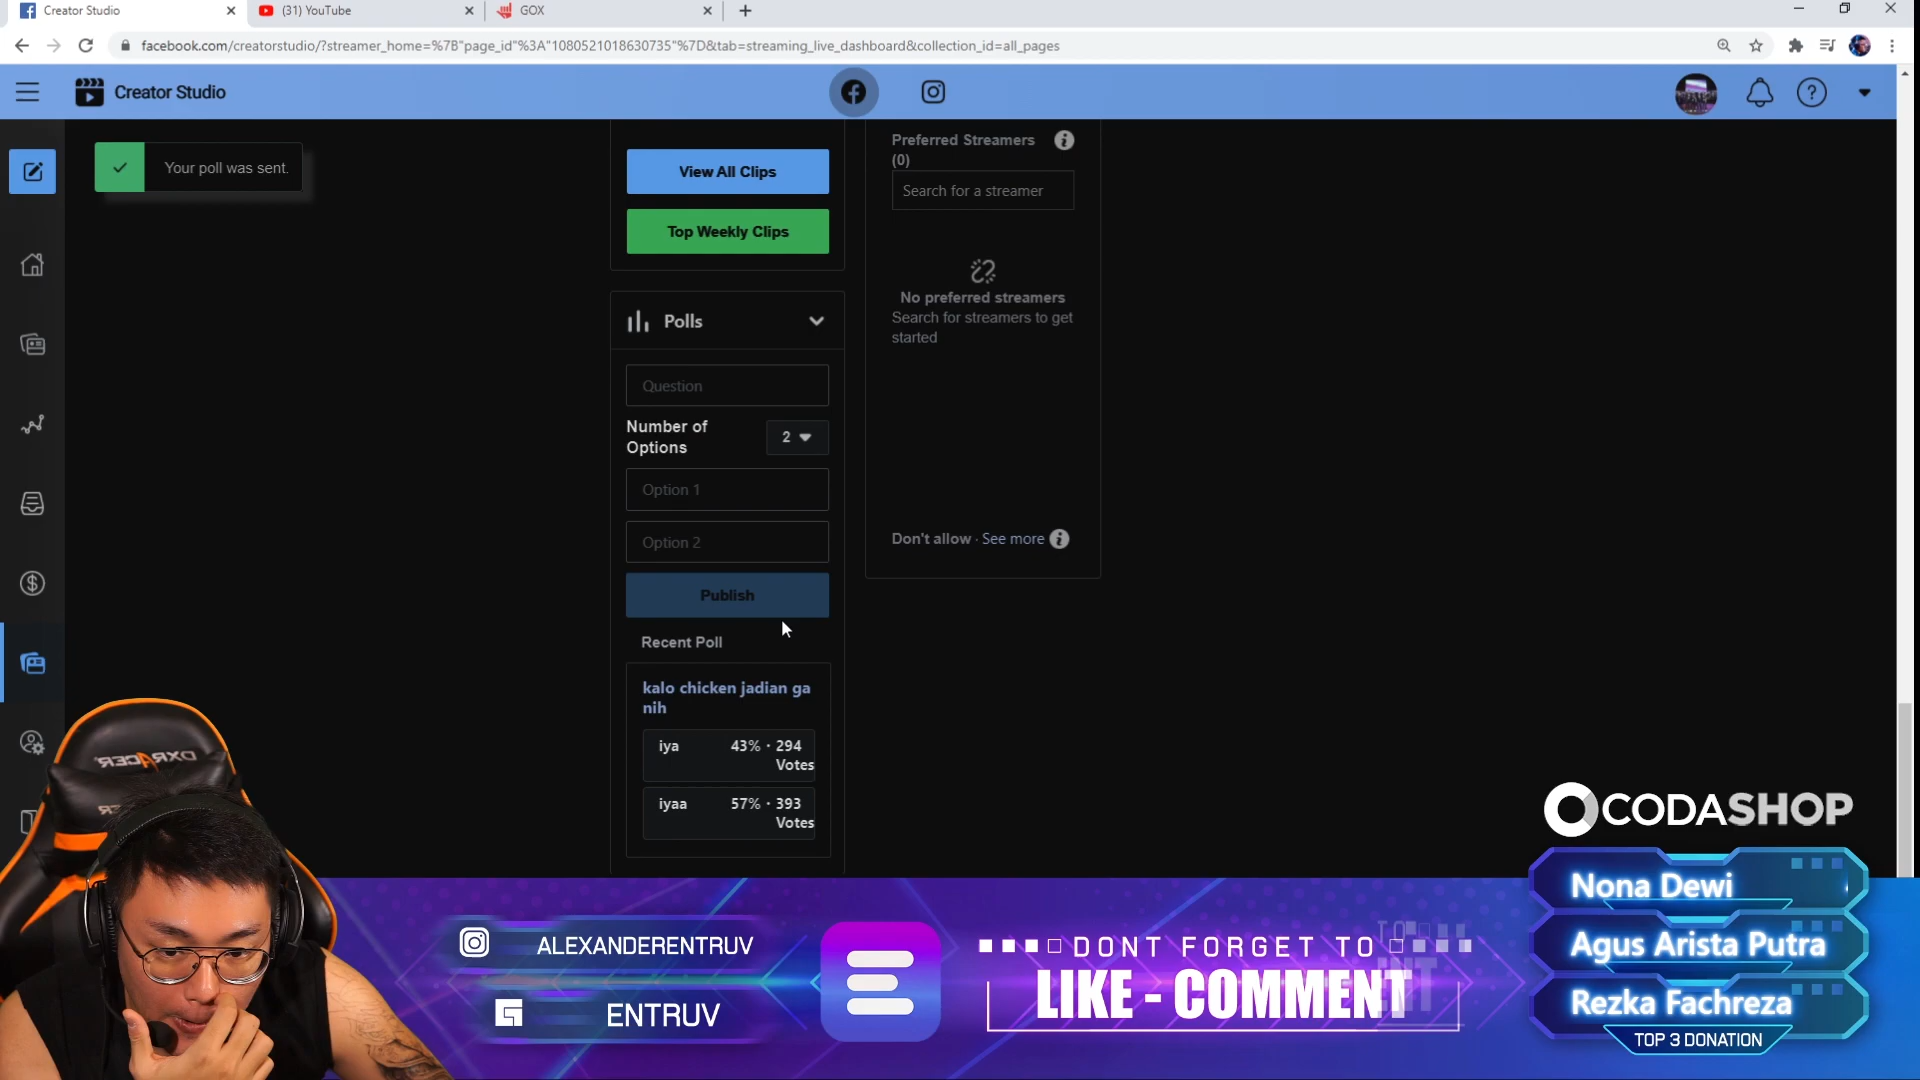 Creator Studio
(31) YouTube
GOX
facebook.com/creatorstudio/?streamer_home=%7B"page_id"%3A"1080521018630735"%7D&tab=streaming_live_dashboard&collection_id=all_pages
Creator Studio
Your poll was sent.
View All Clips
Top Weekly Clips
Polls
Question
Number of
Options
2
Option 1
Option 2
Publish
Recent Poll
kalo chicken jadian ga
nih
iya 43% · 294
Votes
iyaa 57% · 393
Votes
Preferred Streamers
(0)
Search for a streamer
No preferred streamers
Search for streamers to get
started
Don't allow · See more
DXRACER
ALEXANDERENTRUV
ENTRUV
DONT FORGET TO
LIKE - COMMENT
CODASHOP
Nona Dewi
Agus Arista Putra
Rezka Fachreza
TOP 3 DONATION